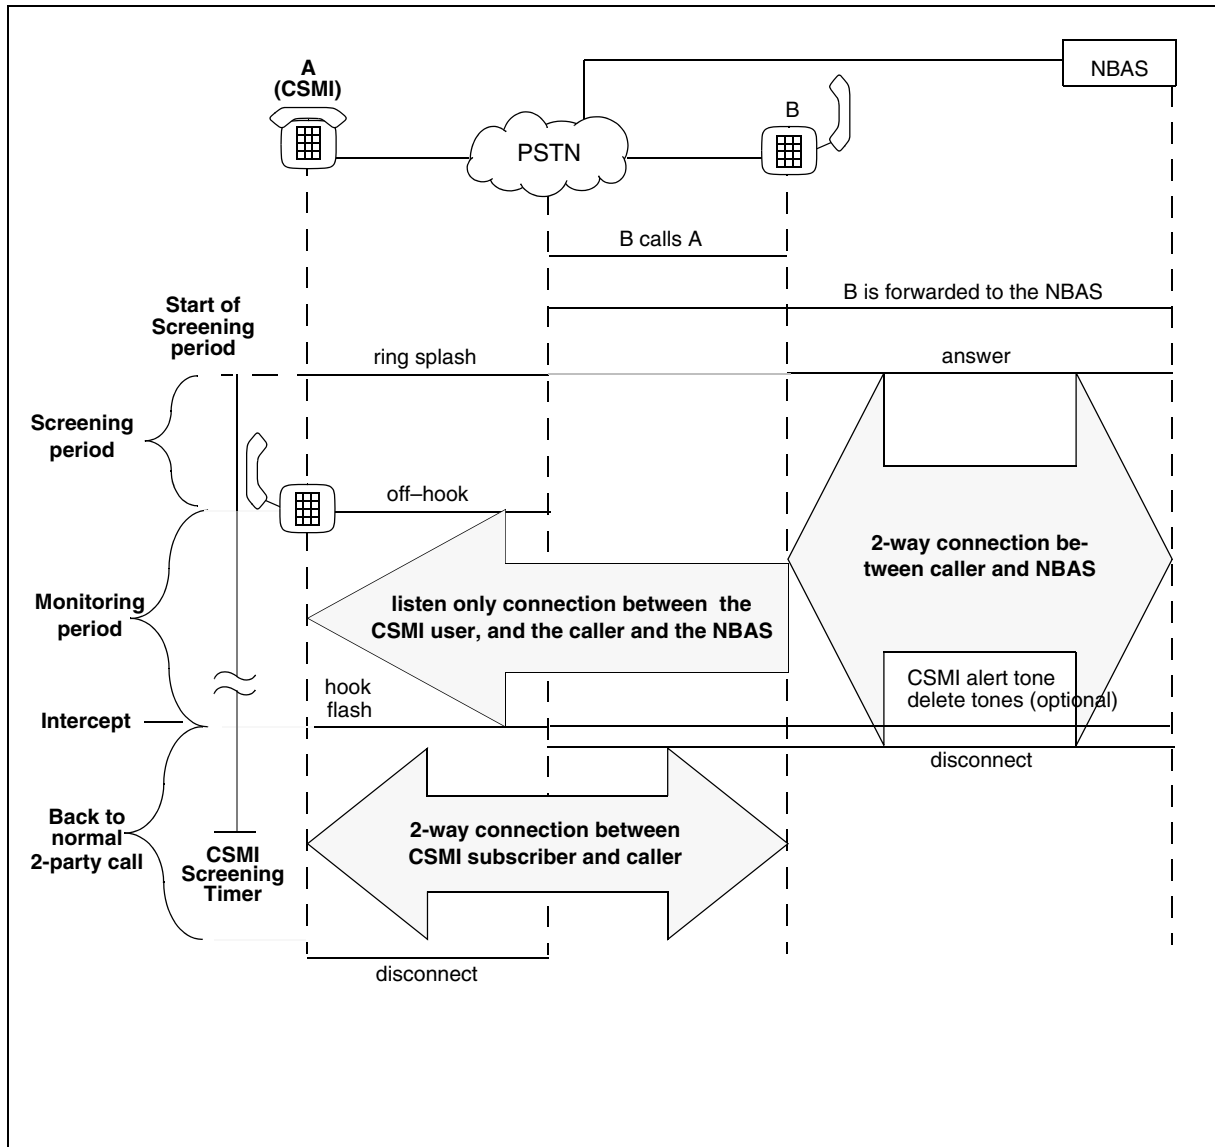 A
(CSMI)
NBAS
B
PSTN
B calls A
B is forwarded to the NBAS
Start of
Screening
period
ring splash
answer
Screening
period
off–hook
2-way connection be-
tween caller and NBAS
Monitoring
period
listen only connection between the
CSMI user, and the caller and the NBAS
CSMI alert tone
delete tones (optional)
hook
flash
Intercept
disconnect
Back to
normal
2-party call
2-way connection between
CSMI subscriber and caller
CSMI
Screening
Timer
disconnect